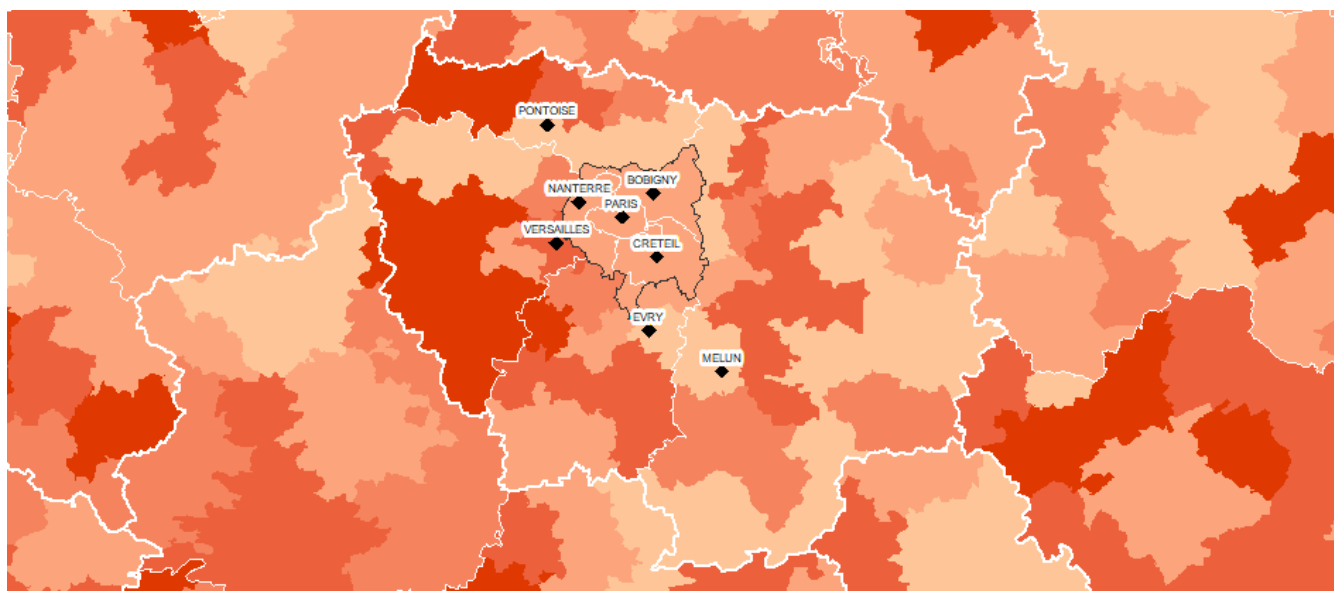 PONTOISE
BOBIGNY
NANTERRE
PARIS
VERSAILLES
CRETEIL
EVRY
MELUN